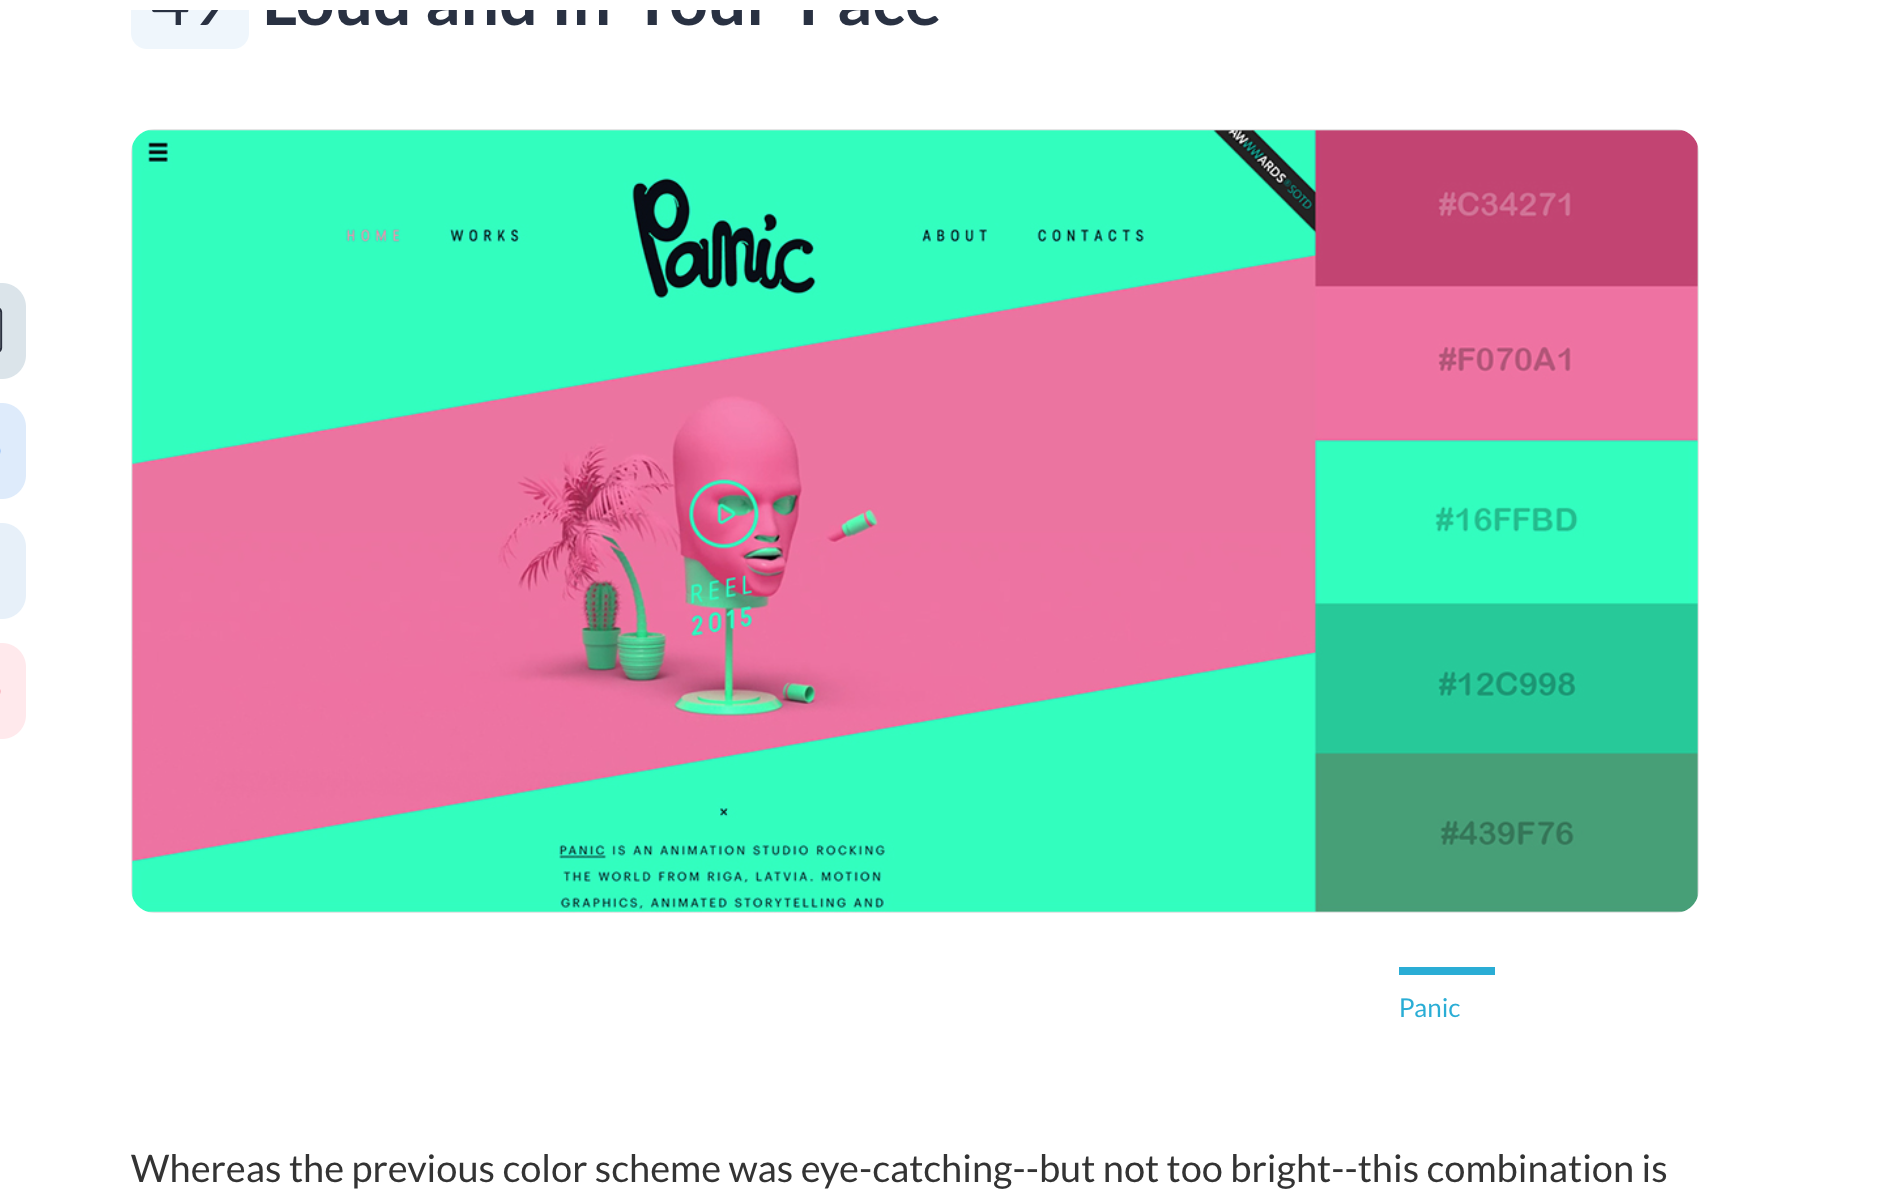 49 Loud and In Your Face
AWWWARDS SOTD
HOME WORKS Panic ABOUT CONTACTS
REEL
2015
×
PANIC IS AN ANIMATION STUDIO ROCKING
THE WORLD FROM RIGA, LATVIA. MOTION
GRAPHICS, ANIMATED STORYTELLING AND
#C34271
#F070A1
#16FFBD
#12C998
#439F76
Panic
Whereas the previous color scheme was eye-catching--but not too bright--this combination is